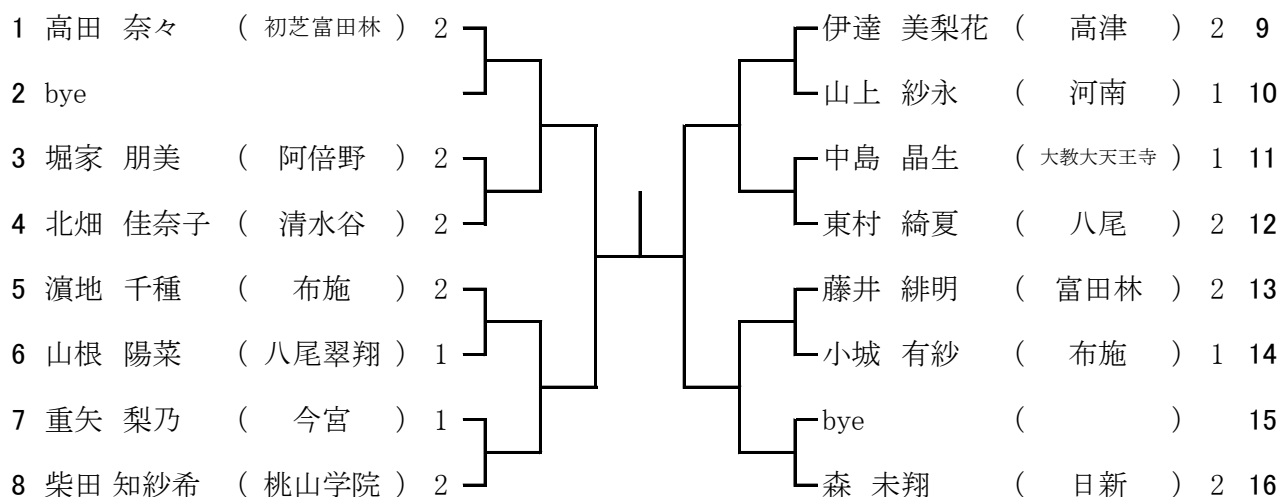 1 高田 奈々 ( 初芝富田林 ) 2
2 bye
3 堀家 朋美 ( 阿倍野 ) 2
4 北畑 佳奈子 ( 清水谷 ) 2
5 濵地 千種 ( 布施 ) 2
6 山根 陽菜 ( 八尾翠翔 ) 1
7 重矢 梨乃 ( 今宮 ) 1
8 柴田 知紗希 ( 桃山学院 ) 2
伊達 美梨花 ( 高津 ) 2 9
山上 紗永 ( 河南 ) 1 10
中島 晶生 ( 大教大天王寺 ) 1 11
東村 綺夏 ( 八尾 ) 2 12
藤井 緋明 ( 富田林 ) 2 13
小城 有紗 ( 布施 ) 1 14
bye ( ) 15
森 未翔 ( 日新 ) 2 16